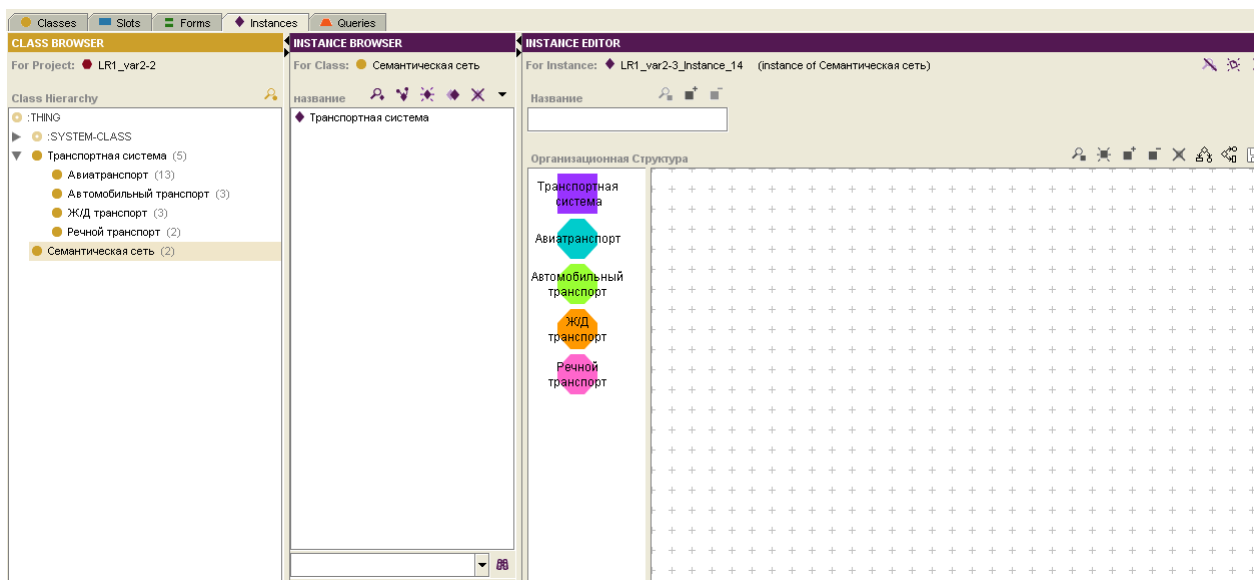 Classes Slots Forms Instances Queries
CLASS BROWSER
For Project: LR1_var2-2
Class Hierarchy
:THING
:SYSTEM-CLASS
Транспортная система (5)
Авиатранспорт (13)
Автомобильный транспорт (3)
Ж/Д транспорт (3)
Речной транспорт (2)
Семантическая сеть (2)
INSTANCE BROWSER
For Class: Семантическая сеть
название
Транспортная система
INSTANCE EDITOR
For Instance: LR1_var2-3_Instance_14 (instance of Семантическая сеть)
Название
Организационная Структура
Транспортная
система
Авиатранспорт
Автомобильный
транспорт
Ж/Д
транспорт
Речной
транспорт